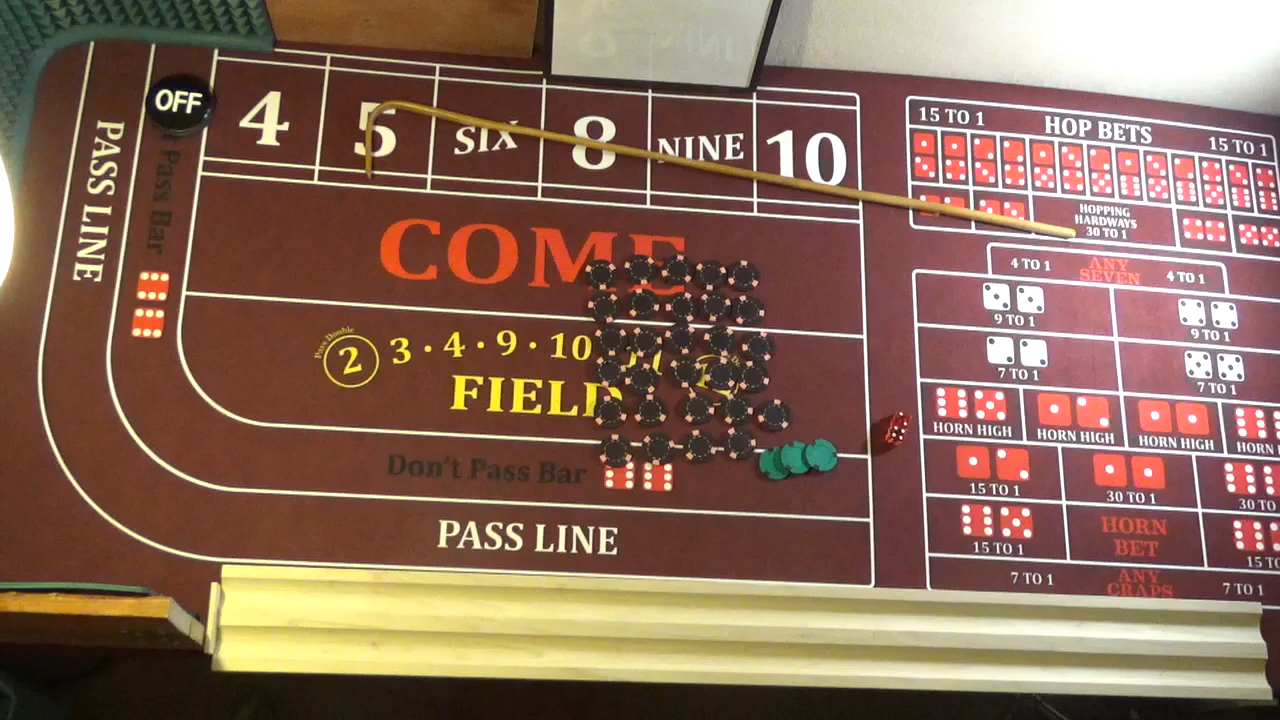 OFF
4
5
SIX
8
NINE
10
PASS LINE
Pass Bar
COME
2
3 · 4 · 9 · 10
FIELD
Don't Pass Bar
PASS LINE
15 TO 1
HOP BETS
15 TO 1
HOPPING
HARDWAYS
30 TO 1
4 TO 1
ANY
SEVEN
4 TO 1
9 TO 1
9 TO 1
7 TO 1
7 TO 1
HORN HIGH
HORN HIGH
HORN HIGH
HORN HIGH
15 TO 1
30 TO 1
30 TO
15 TO 1
HORN
BET
15 TO
7 TO 1
ANY
CRAPS
7 TO 1